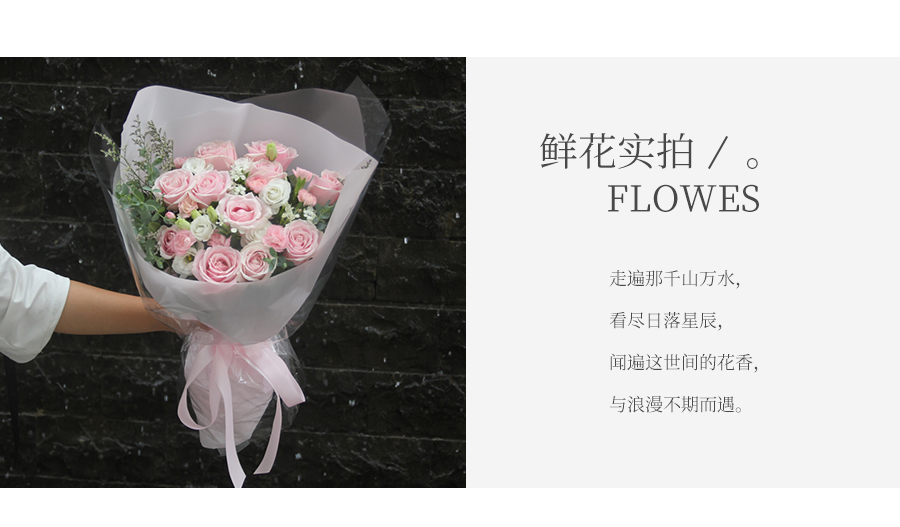 鲜花实拍 / 。
FLOWES
走遍那千山万水，
看尽日落星辰，
闻遍这世间的花香，
与浪漫不期而遇。